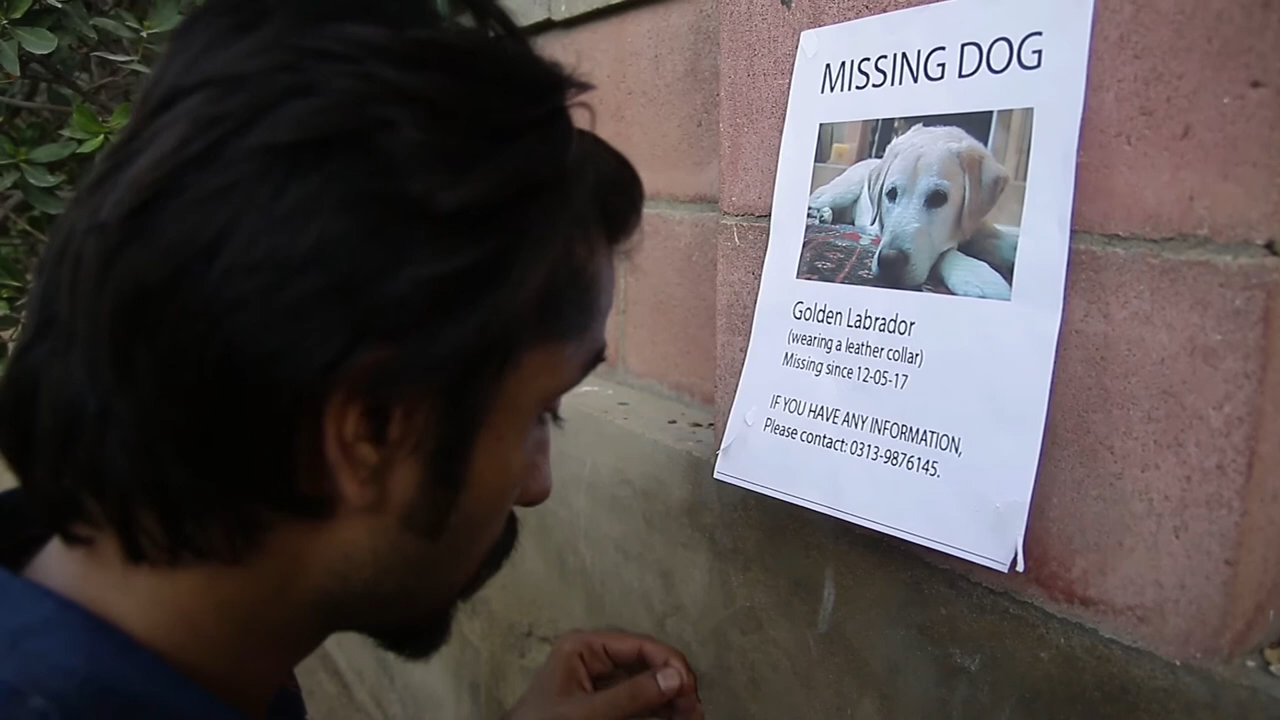 MISSING DOG
Golden Labrador
(wearing a leather collar)
Missing since 12-05-17
IF YOU HAVE ANY INFORMATION,
Please contact: 0313-9876145.